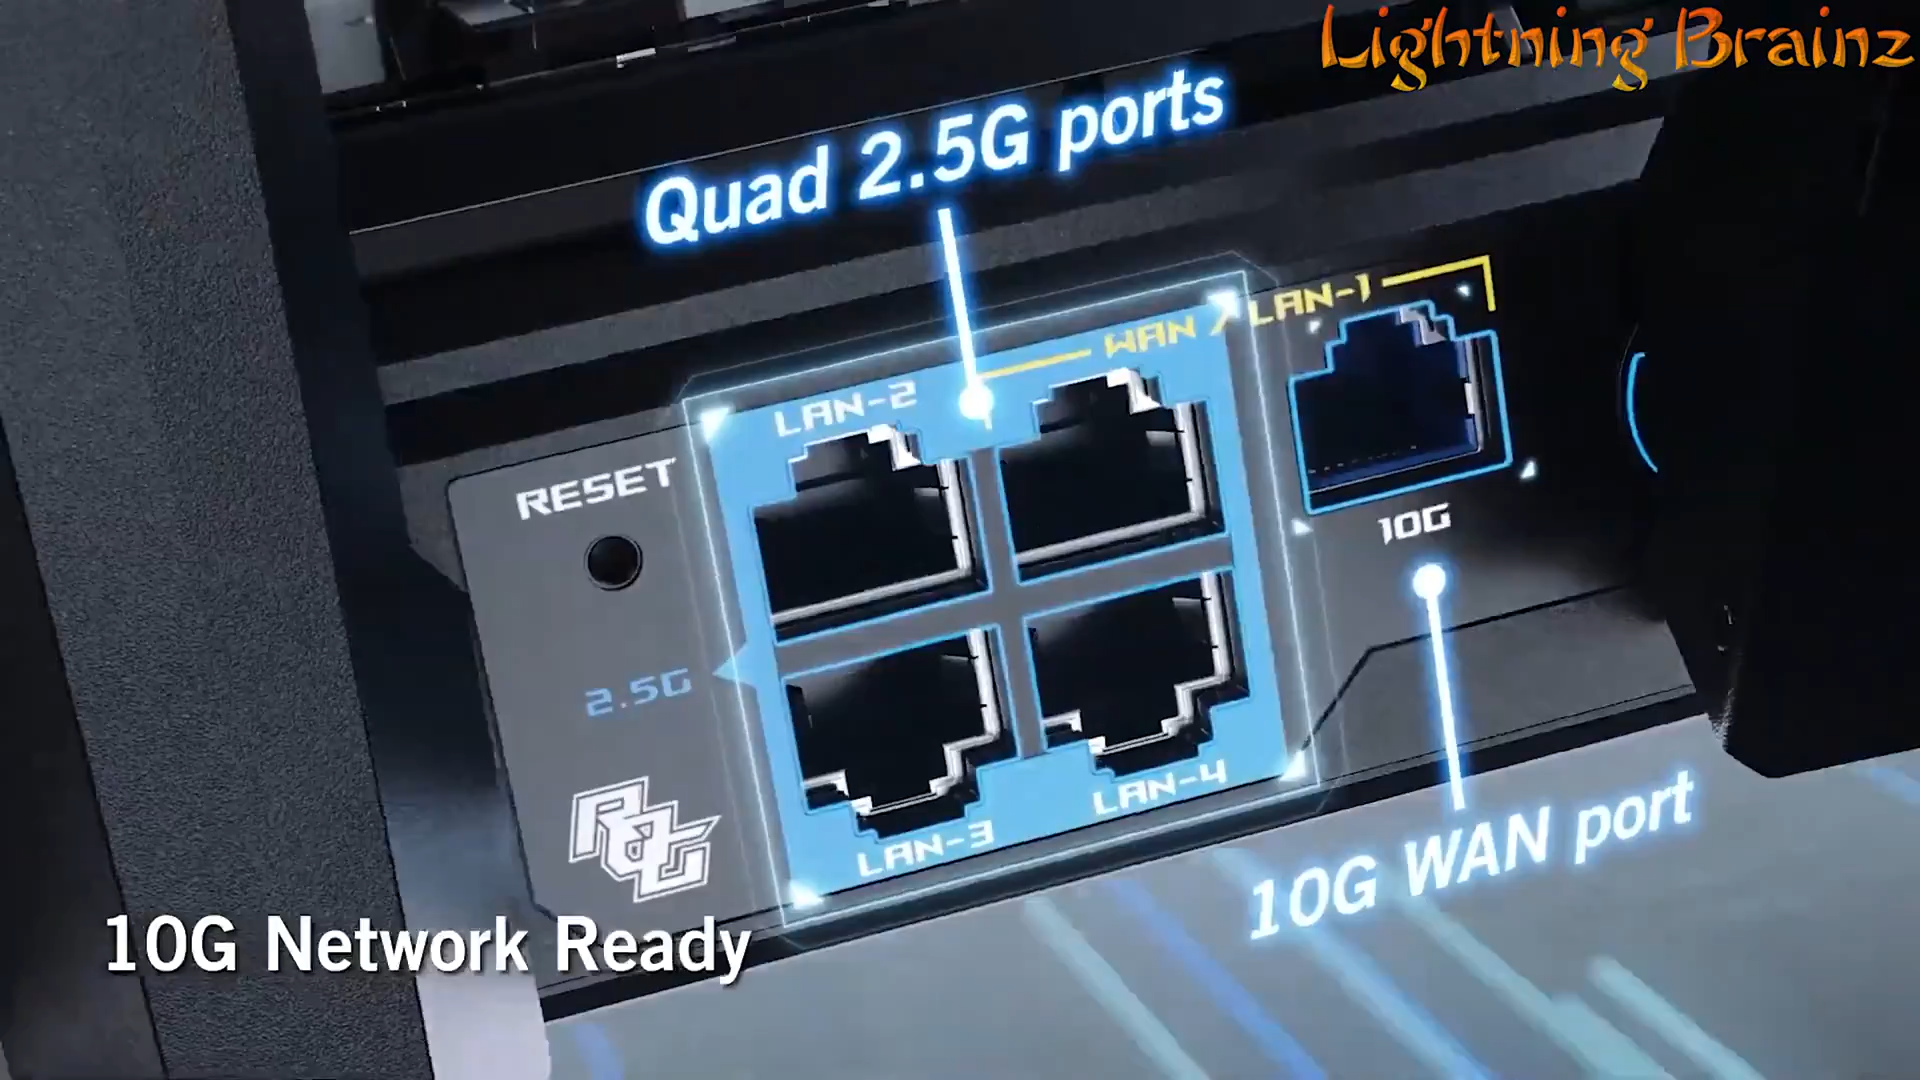 Lightning Brainz
Quad 2.5G ports
WAN / LAN-1
LAN-2
RESET
10G
2.5G
LAN-4
LAN-3
ROG
10G WAN port
10G Network Ready